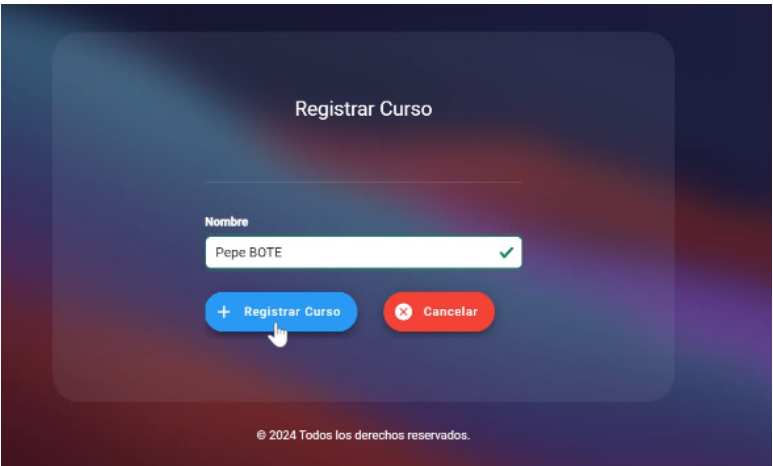 Registrar Curso
Nombre
Pepe BOTE
Registrar Curso
Cancelar
© 2024 Todos los derechos reservados.